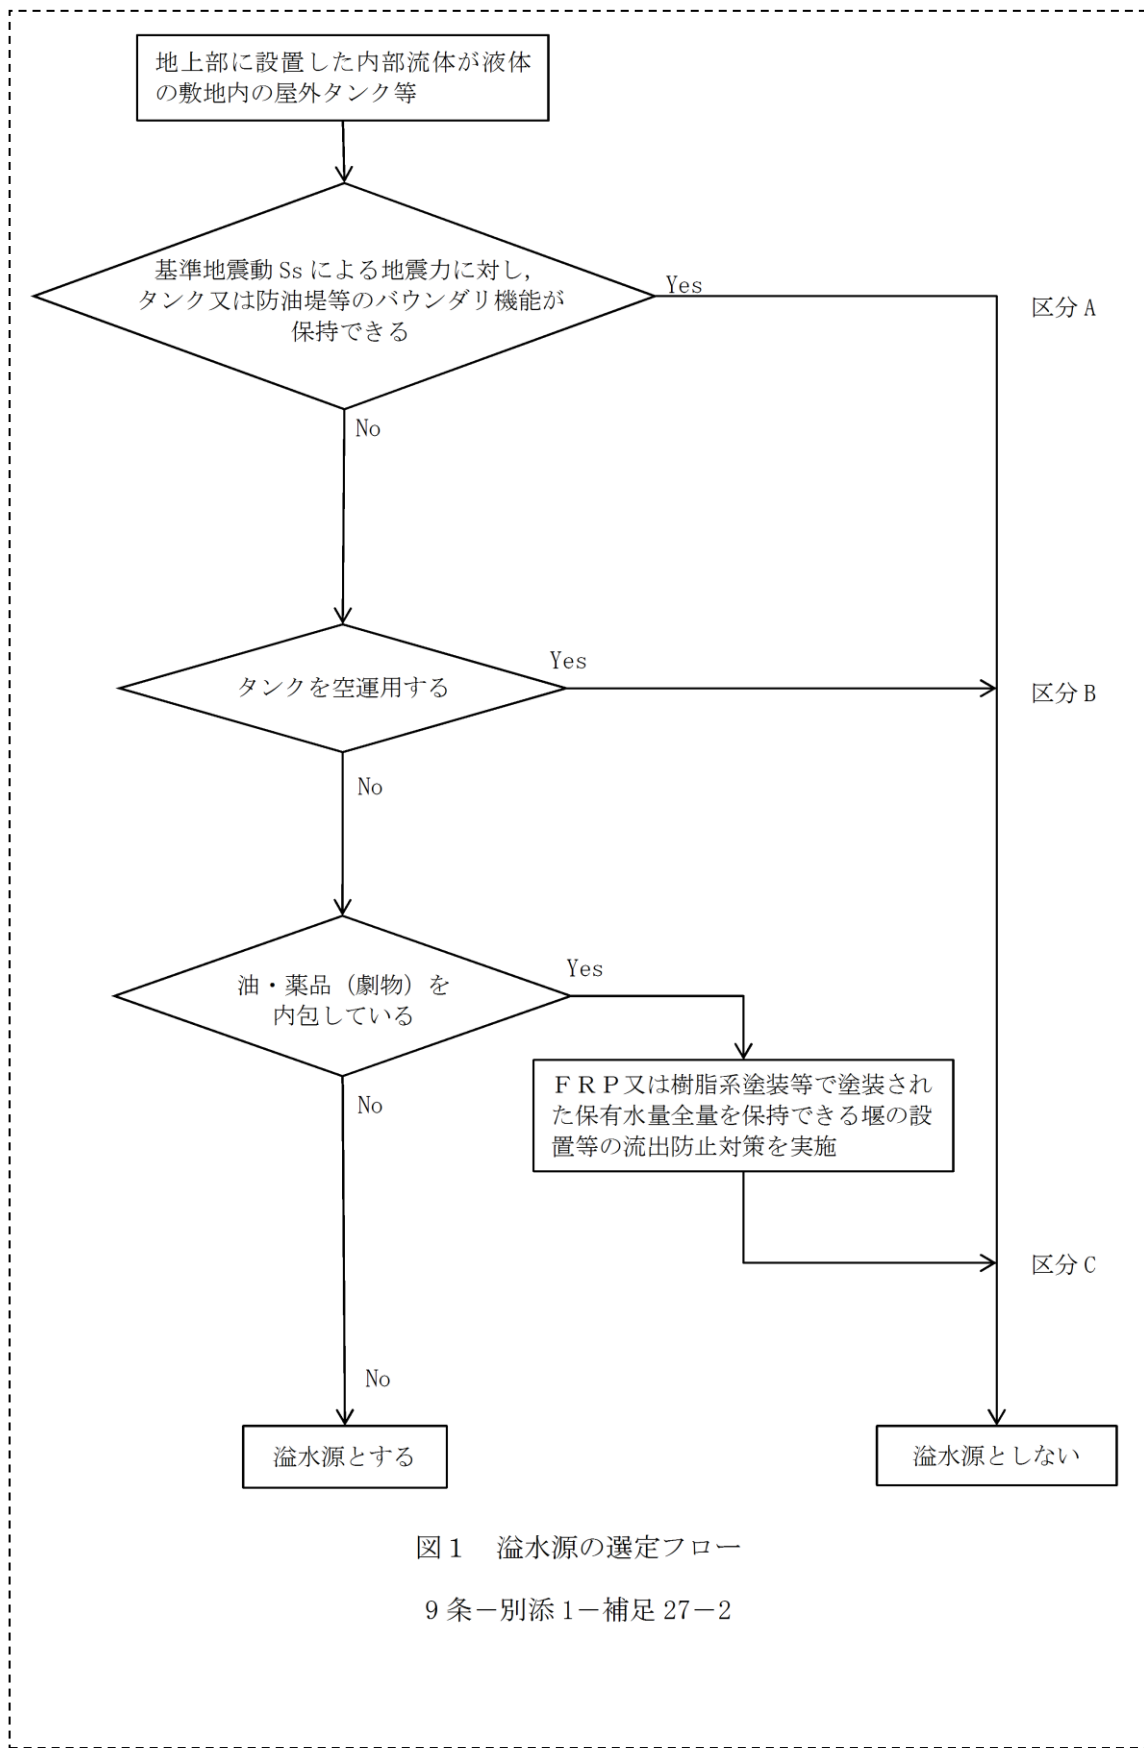 地上部に設置した内部流体が液体
の敷地内の屋外タンク等
基準地震動 Ss による地震力に対し,
タンク又は防油堤等のバウンダリ機能が
保持できる
Yes
区分 A
No
タンクを空運用する
Yes
区分 B
No
油・薬品（劇物）を
内包している
Yes
No
ＦＲＰ又は樹脂系塗装等で塗装され
た保有水量全量を保持できる堰の設
置等の流出防止対策を実施
区分 C
No
溢水源とする
溢水源としない
図１　溢水源の選定フロー
9 条－別添 1－補足 27－2